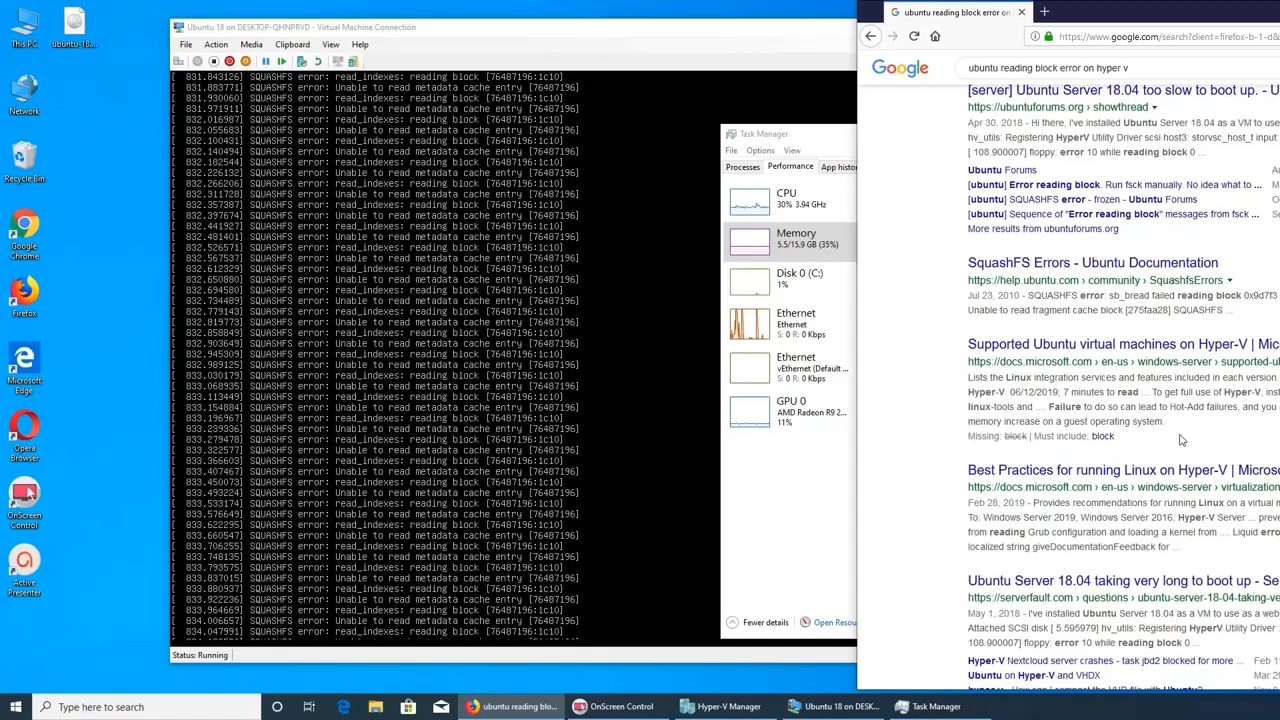 This PC
ubuntu-18....
Network
Recycle Bin
Google
Chrome
Firefox
Microsoft
Edge
Opera
Browser
OnScreen
Control
Active
Presenter
Ubuntu 18 on DESKTOP-QHNPRVD - Virtual Machine Connection
File Action Media Clipboard View Help
[ 831.843126] SQUASHFS error: read_indexes: reading block [76487196:1c10]
[ 831.883771] SQUASHFS error: Unable to read metadata cache entry [76487196]
[ 831.930060] SQUASHFS error: read_indexes: reading block [76487196:1c10]
[ 831.971911] SQUASHFS error: Unable to read metadata cache entry [76487196]
[ 832.016987] SQUASHFS error: read_indexes: reading block [76487196:1c10]
[ 832.055683] SQUASHFS error: Unable to read metadata cache entry [76487196]
[ 832.100431] SQUASHFS error: read_indexes: reading block [76487196:1c10]
[ 832.140494] SQUASHFS error: Unable to read metadata cache entry [76487196]
[ 832.182544] SQUASHFS error: read_indexes: reading block [76487196:1c10]
[ 832.226132] SQUASHFS error: Unable to read metadata cache entry [76487196]
[ 832.266206] SQUASHFS error: read_indexes: reading block [76487196:1c10]
[ 832.311728] SQUASHFS error: Unable to read metadata cache entry [76487196]
[ 832.357387] SQUASHFS error: read_indexes: reading block [76487196:1c10]
[ 832.397674] SQUASHFS error: Unable to read metadata cache entry [76487196]
[ 832.441927] SQUASHFS error: read_indexes: reading block [76487196:1c10]
[ 832.481401] SQUASHFS error: Unable to read metadata cache entry [76487196]
[ 832.526571] SQUASHFS error: read_indexes: reading block [76487196:1c10]
[ 832.567537] SQUASHFS error: Unable to read metadata cache entry [76487196]
[ 832.612329] SQUASHFS error: read_indexes: reading block [76487196:1c10]
[ 832.650880] SQUASHFS error: Unable to read metadata cache entry [76487196]
[ 832.694580] SQUASHFS error: read_indexes: reading block [76487196:1c10]
[ 832.734489] SQUASHFS error: Unable to read metadata cache entry [76487196]
[ 832.779143] SQUASHFS error: read_indexes: reading block [76487196:1c10]
[ 832.819773] SQUASHFS error: Unable to read metadata cache entry [76487196]
[ 832.858849] SQUASHFS error: read_indexes: reading block [76487196:1c10]
[ 832.903649] SQUASHFS error: Unable to read metadata cache entry [76487196]
[ 832.945309] SQUASHFS error: read_indexes: reading block [76487196:1c10]
[ 832.989125] SQUASHFS error: Unable to read metadata cache entry [76487196]
[ 833.030179] SQUASHFS error: read_indexes: reading block [76487196:1c10]
[ 833.068935] SQUASHFS error: Unable to read metadata cache entry [76487196]
[ 833.113449] SQUASHFS error: read_indexes: reading block [76487196:1c10]
[ 833.154884] SQUASHFS error: Unable to read metadata cache entry [76487196]
[ 833.196967] SQUASHFS error: read_indexes: reading block [76487196:1c10]
[ 833.239336] SQUASHFS error: Unable to read metadata cache entry [76487196]
[ 833.279478] SQUASHFS error: read_indexes: reading block [76487196:1c10]
[ 833.322577] SQUASHFS error: Unable to read metadata cache entry [76487196]
[ 833.366603] SQUASHFS error: read_indexes: reading block [76487196:1c10]
[ 833.407467] SQUASHFS error: Unable to read metadata cache entry [76487196]
[ 833.450073] SQUASHFS error: read_indexes: reading block [76487196:1c10]
[ 833.493224] SQUASHFS error: Unable to read metadata cache entry [76487196]
[ 833.533174] SQUASHFS error: read_indexes: reading block [76487196:1c10]
[ 833.576649] SQUASHFS error: Unable to read metadata cache entry [76487196]
[ 833.622295] SQUASHFS error: read_indexes: reading block [76487196:1c10]
[ 833.660547] SQUASHFS error: Unable to read metadata cache entry [76487196]
[ 833.706255] SQUASHFS error: read_indexes: reading block [76487196:1c10]
[ 833.748135] SQUASHFS error: Unable to read metadata cache entry [76487196]
[ 833.793575] SQUASHFS error: read_indexes: reading block [76487196:1c10]
[ 833.837015] SQUASHFS error: Unable to read metadata cache entry [76487196]
[ 833.880937] SQUASHFS error: read_indexes: reading block [76487196:1c10]
[ 833.922236] SQUASHFS error: Unable to read metadata cache entry [76487196]
[ 833.964669] SQUASHFS error: read_indexes: reading block [76487196:1c10]
[ 834.006657] SQUASHFS error: Unable to read metadata cache entry [76487196]
[ 834.047991] SQUASHFS error: read_indexes: reading block [76487196:1c10]
Status: Running
Task Manager
File Options View
Processes Performance App histo
CPU
30% 3.94 GHz
Memory
5.5/15.9 GB (35%)
Disk 0 (C:)
1%
Ethernet
Ethernet
S: 0 R: 0 Kbps
Ethernet
vEthernet (Default ...
S: 0 R: 0 Kbps
GPU 0
AMD Radeon R9 2...
11%
Fewer details Open Resou
ubuntu reading block error on
https://www.google.com/search?client=firefox-b-1-d&
Google ubuntu reading block error on hyper v
[server] Ubuntu Server 18.04 too slow to boot up. - U
https://ubuntuforums.org › showthread
Apr 30, 2018 - Hi there, I've installed Ubuntu Server 18.04 as a VM to use
hv_utils: Registering HyperV Utility Driver scsi host3: storvsc_host_t inqu
[ 108.900007] floppy: error 10 while reading block 0 ...
Ubuntu Forums
[ubuntu] Error reading block. Run fsck manually. No idea what to ...
[ubuntu] SQUASHFS error - frozen - Ubuntu Forums
[ubuntu] Sequence of "Error reading block" messages from fsck ...
More results from ubuntuforums.org
SquashFS Errors - Ubuntu Documentation
https://help.ubuntu.com › community › SquashfsErrors
Jul 23, 2010 - SQUASHFS error: sb_bread failed reading block 0x9d7f3
Unable to read fragment cache block [275faa28] SQUASHFS ...
Supported Ubuntu virtual machines on Hyper-V | Mic
https://docs.microsoft.com › en-us › windows-server › supported-u
Lists the Linux integration services and features included in each version.
Hyper-V. 06/12/2019; 7 minutes to read ... To get full use of Hyper-V, inst
linux-tools and .... Failure to do so can lead to Hot-Add failures, and you
memory increase on a guest operating system.
Missing: block | Must include: block
Best Practices for running Linux on Hyper-V | Micros
https://docs.microsoft.com › en-us › windows-server › virtualization
Feb 28, 2019 - Provides recommendations for running Linux on a virtual m
To: Windows Server 2019, Windows Server 2016, Hyper-V Server ... preve
from reading Grub configuration and loading a kernel from .... Liquid erro
localized string giveDocumentationFeedback for ...
Ubuntu Server 18.04 taking very long to boot up - S
https://serverfault.com › questions › ubuntu-server-18-04-taking-ve
May 1, 2018 - I've installed Ubuntu Server 18.04 as a VM to use as a web
Attached SCSI disk [ 5.595979] hv_utils: Registering HyperV Utility Driver
108.900007] floppy: error 10 while reading block 0 ...
Hyper-V Nextcloud server crashes - task jbd2 blocked for more ... Feb 1
Ubuntu on Hyper-V and VHDX Mar 29
Type here to search
ubuntu reading blo...
OnScreen Control
Hyper-V Manager
Ubuntu 18 on DESK...
Task Manager